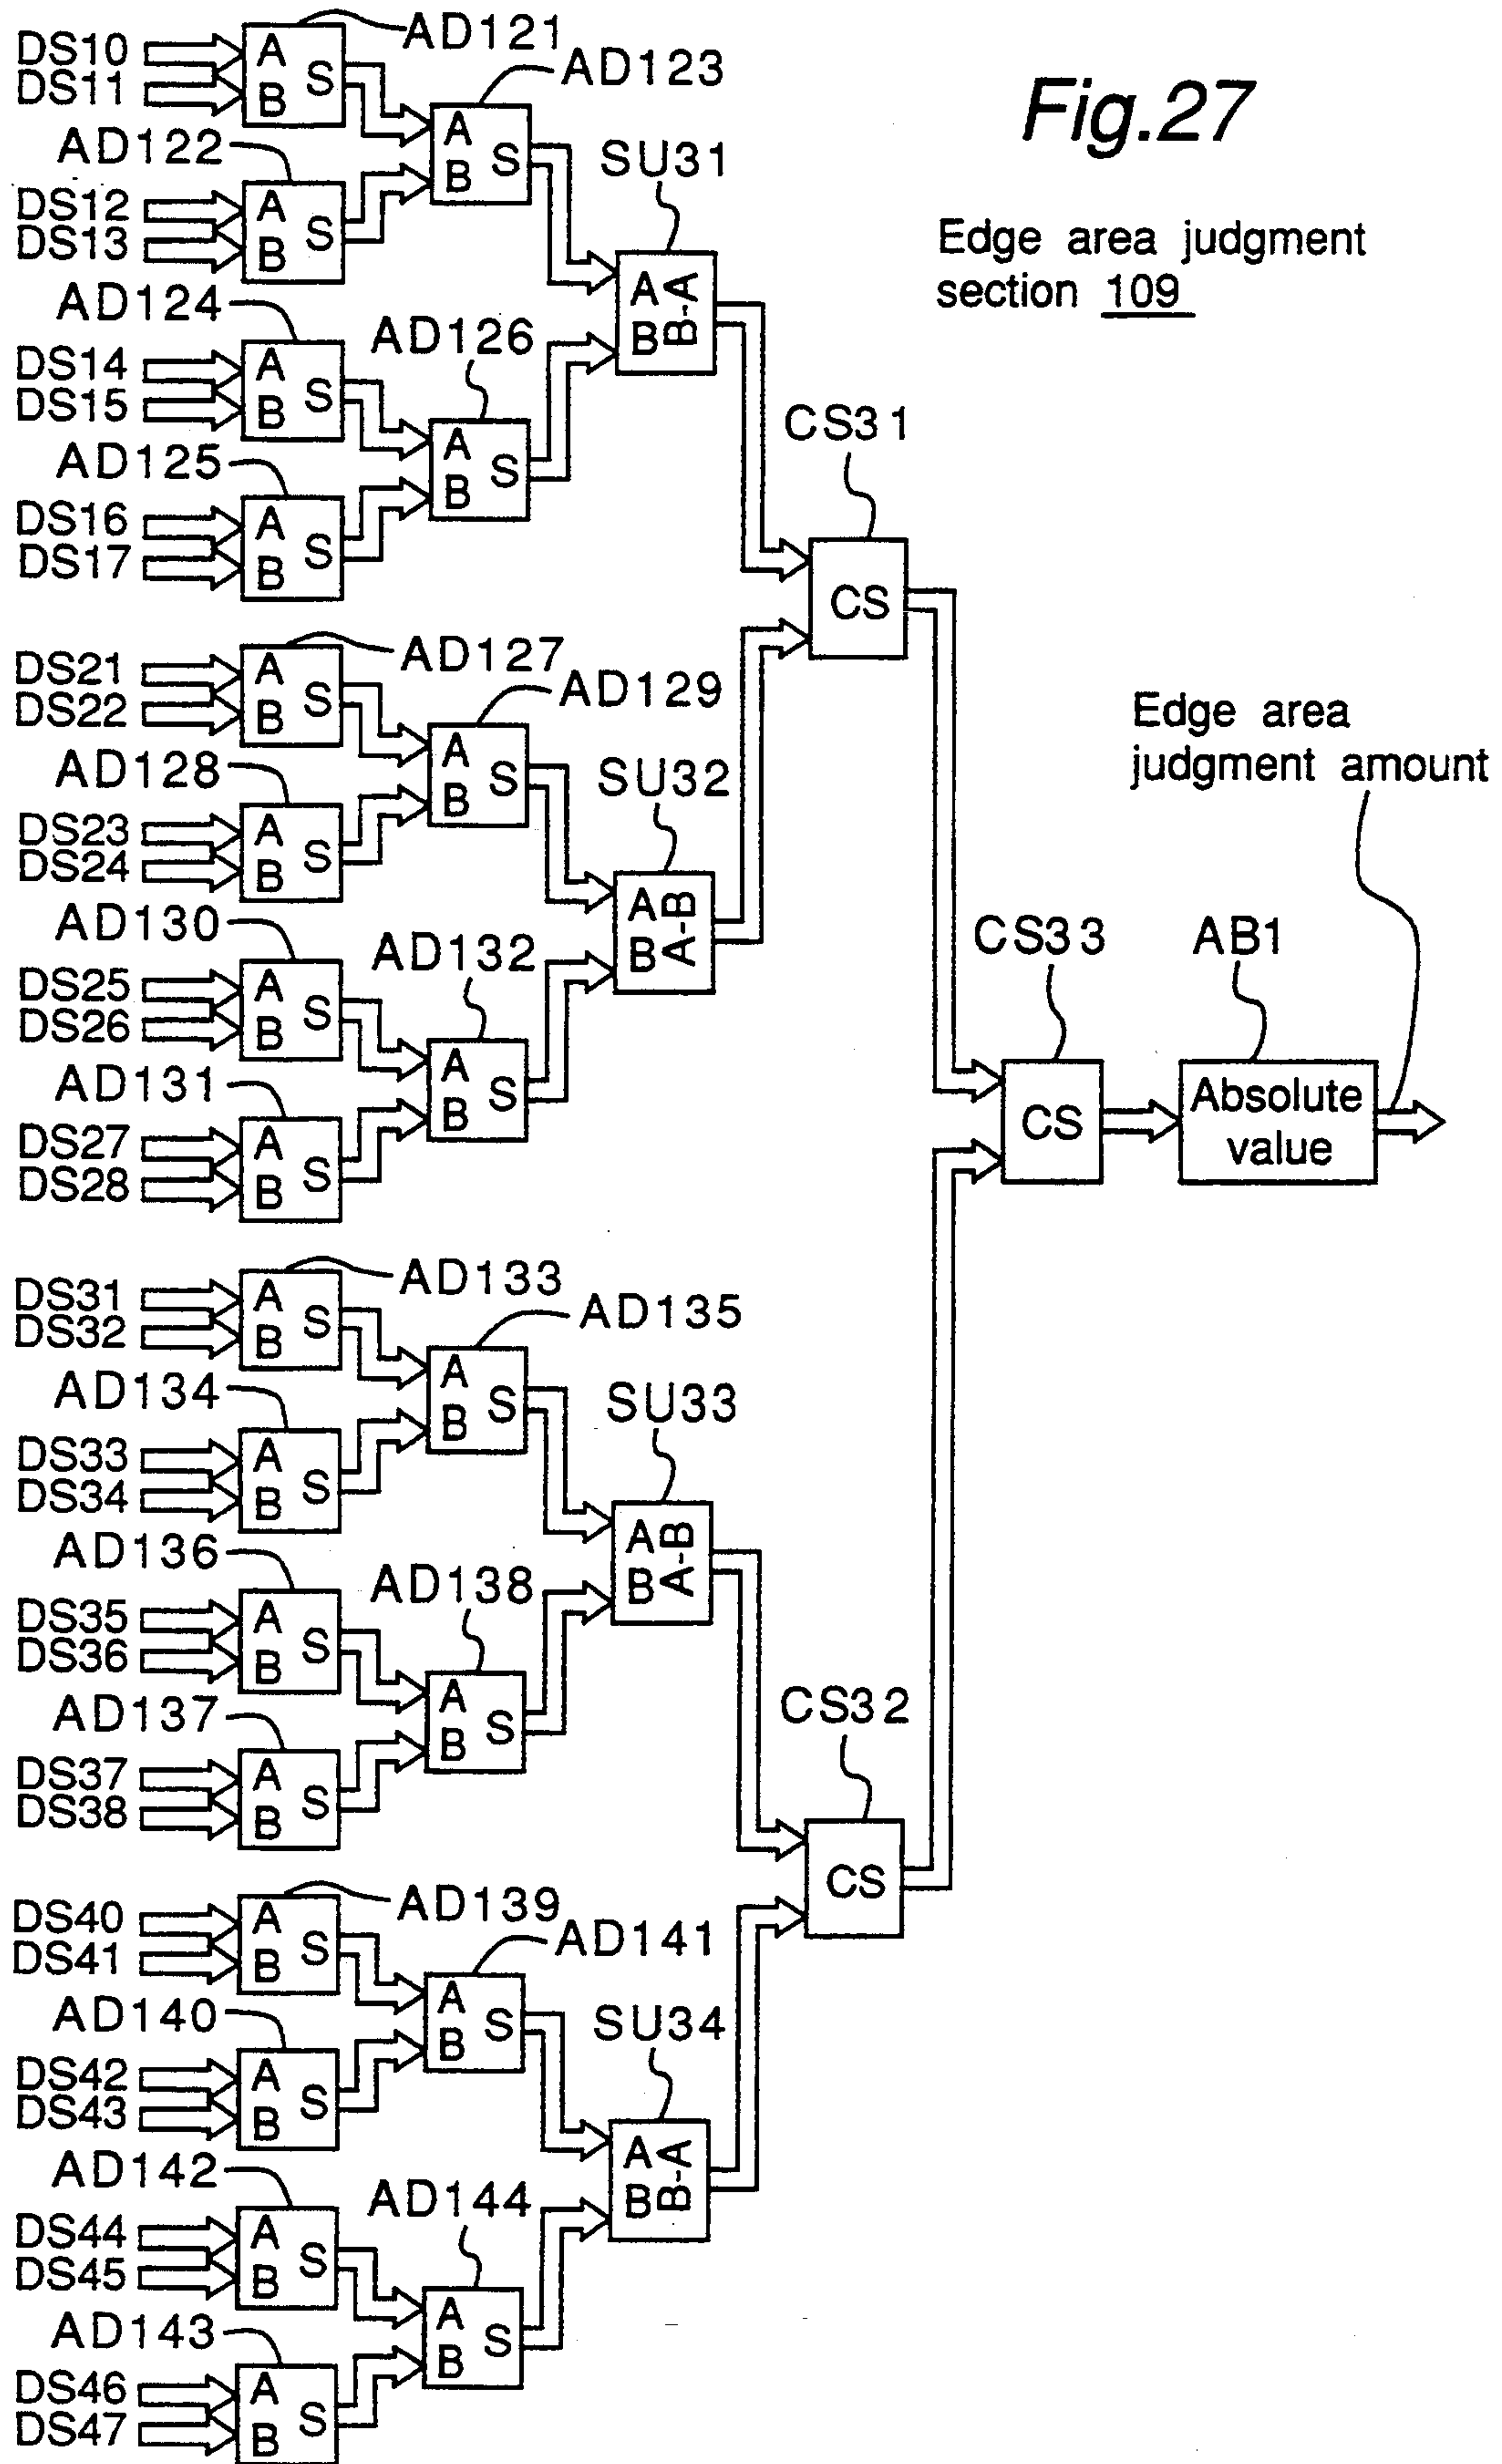 Fig.27
Edge area judgment
section 109
DS10
DS11
A
B
S
AD121
AD122
DS12
DS13
A
B
S
AD123
A
B
S
AD124
DS14
DS15
A
B
S
AD125
DS16
DS17
A
B
S
AD126
A
B
S
SU31
A
B
B-A
DS21
DS22
A
B
S
AD127
AD128
DS23
DS24
A
B
S
AD129
A
B
S
AD130
DS25
DS26
A
B
S
AD131
DS27
DS28
A
B
S
AD132
A
B
S
SU32
A
B
A-B
CS31
CS
DS31
DS32
A
B
S
AD133
AD134
DS33
DS34
A
B
S
AD135
A
B
S
AD136
DS35
DS36
A
B
S
AD137
DS37
DS38
A
B
S
AD138
A
B
S
SU33
A
B
A-B
DS40
DS41
A
B
S
AD139
AD140
DS42
DS43
A
B
S
AD141
A
B
S
AD142
DS44
DS45
A
B
S
AD143
DS46
DS47
A
B
S
AD144
A
B
S
SU34
A
B
B-A
CS32
CS
CS33
CS
AB1
Absolute
value
Edge area
judgment amount